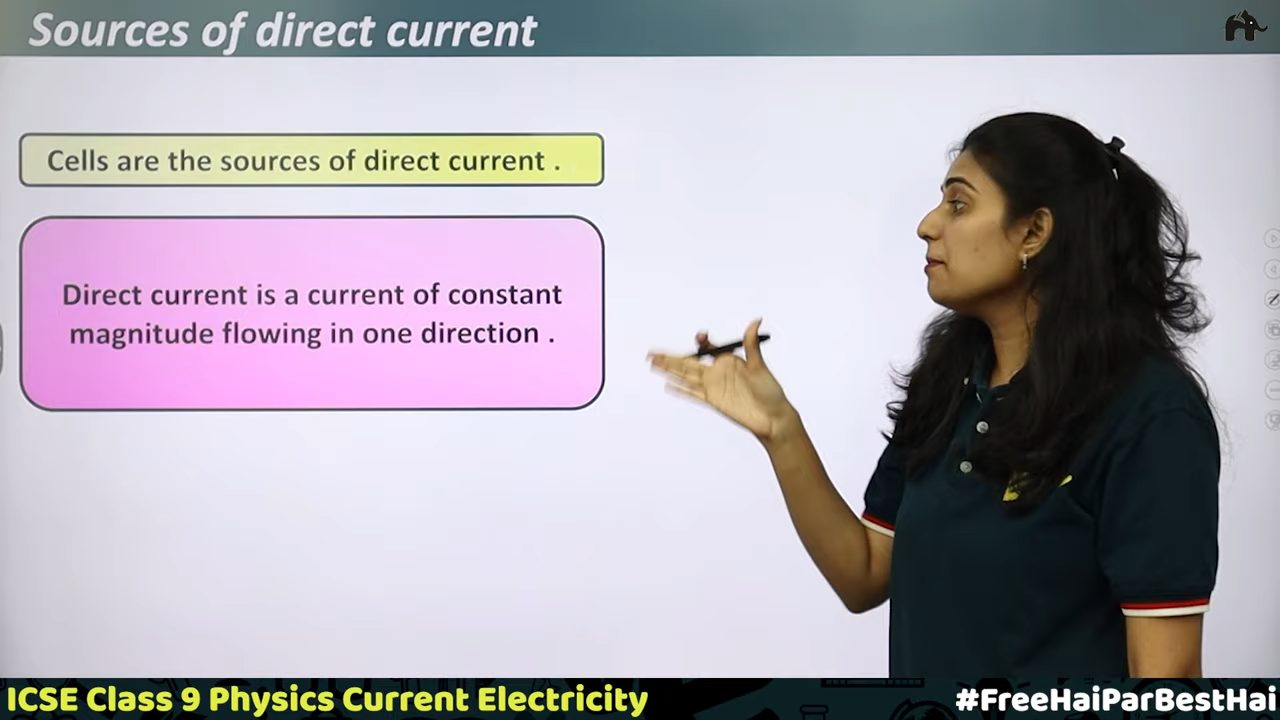 Sources of direct current
Cells are the sources of direct current .
Direct current is a current of constant
magnitude flowing in one direction .
ICSE Class 9 Physics Current Electricity
#FreeHaiParBestHai